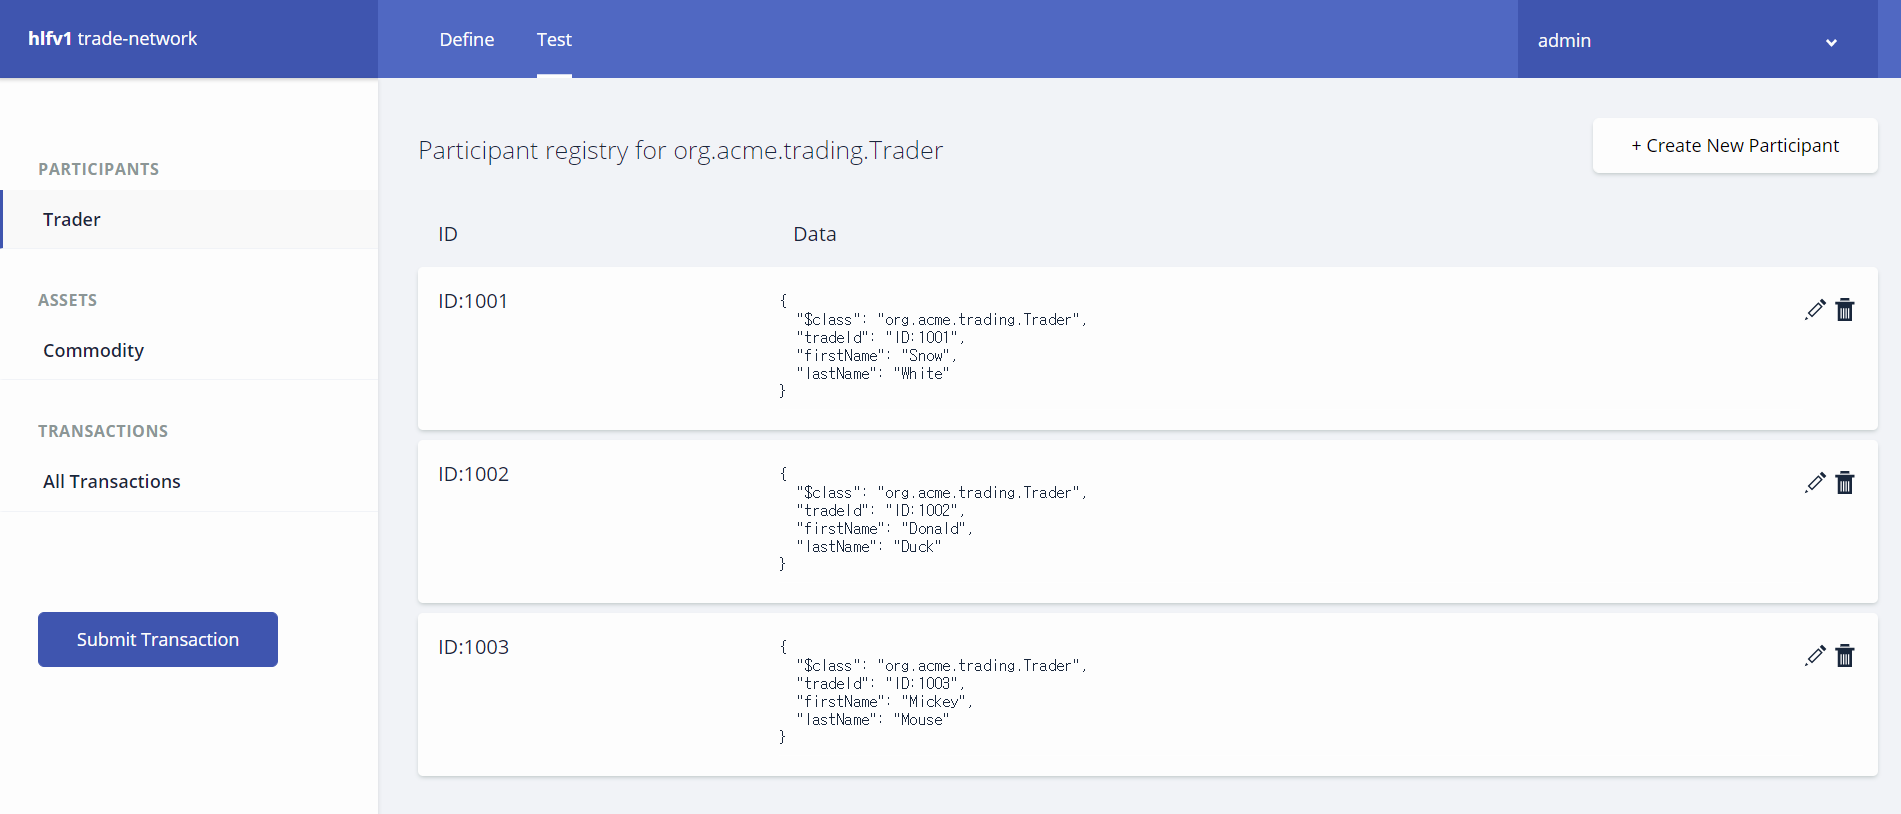 hlfv1 trade-network
Define
Test
admin
PARTICIPANTS
Trader
ASSETS
Commodity
TRANSACTIONS
All Transactions
Submit Transaction
Participant registry for org.acme.trading.Trader
+ Create New Participant
ID
Data
ID:1001
{
"$class": "org.acme.trading.Trader",
"tradeId": "ID:1001",
"firstName": "Snow",
"lastName": "White"
}
ID:1002
{
"$class": "org.acme.trading.Trader",
"tradeId": "ID:1002",
"firstName": "Donald",
"lastName": "Duck"
}
ID:1003
{
"$class": "org.acme.trading.Trader",
"tradeId": "ID:1003",
"firstName": "Mickey",
"lastName": "Mouse"
}